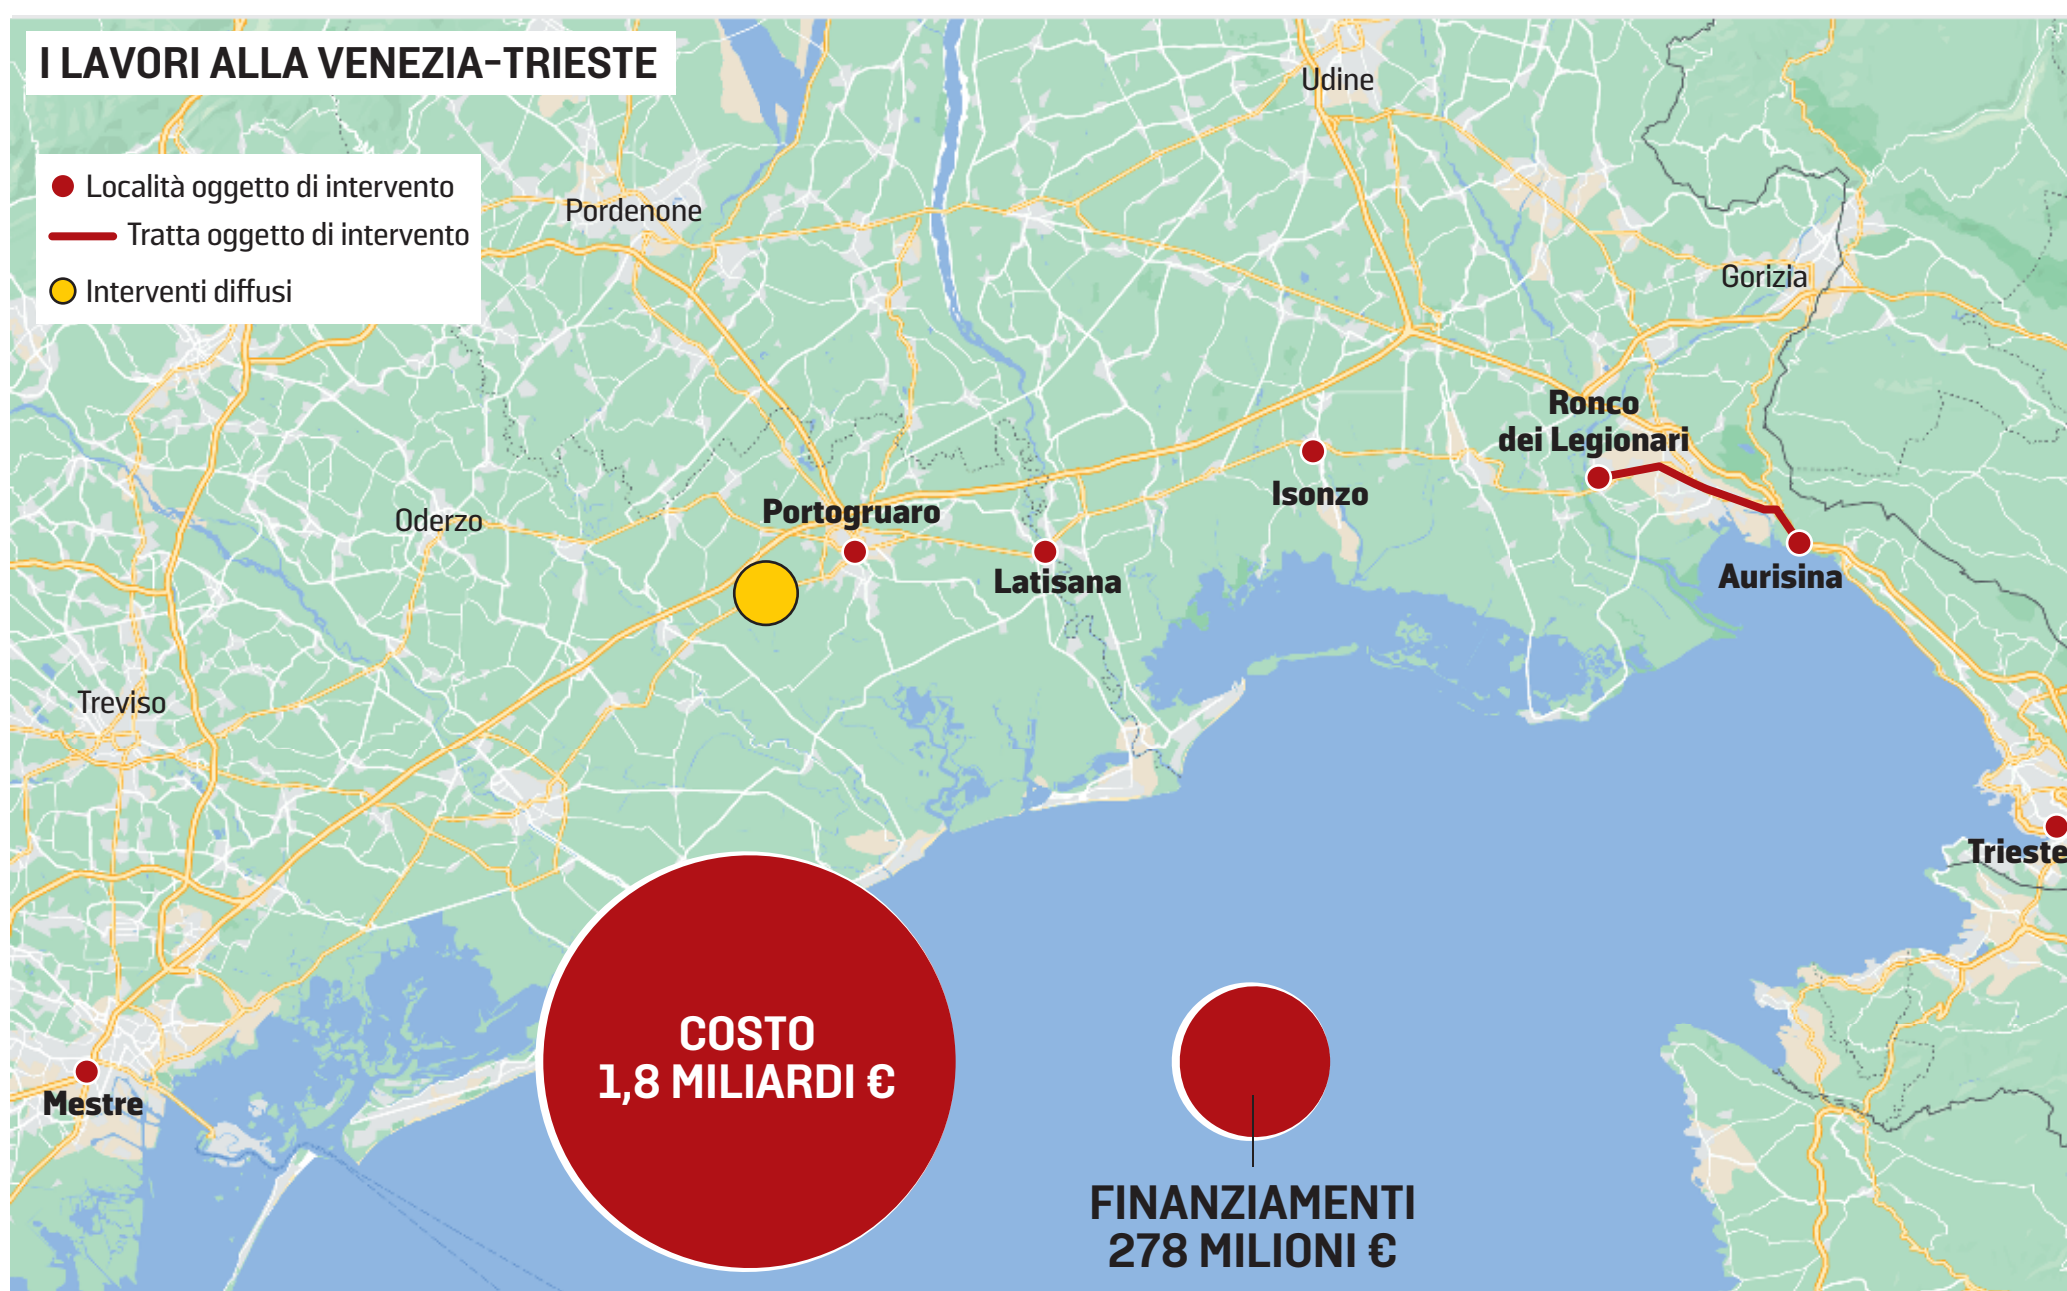 I LAVORI ALLA VENEZIA-TRIESTE
Località oggetto di intervento
Tratta oggetto di intervento
Interventi diffusi
Udine
Pordenone
Gorizia
Ronco
dei Legionari
Isonzo
Portogruaro
Oderzo
Latisana
Aurisina
Treviso
Trieste
Mestre
COSTO
1,8 MILIARDI €
FINANZIAMENTI
278 MILIONI €